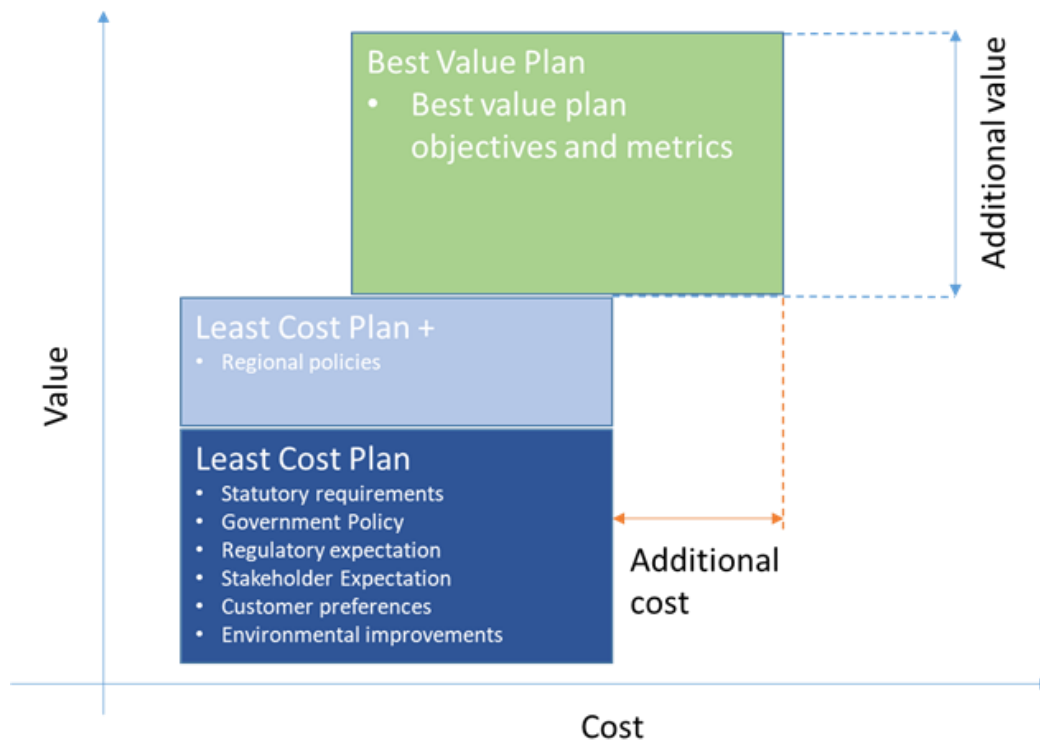 Best Value Plan
• Best value plan
objectives and metrics
Additional value
Least Cost Plan +
• Regional policies
Value
Least Cost Plan
• Statutory requirements
• Government Policy
• Regulatory expectation
• Stakeholder Expectation
• Customer preferences
• Environmental improvements
Additional
cost
Cost